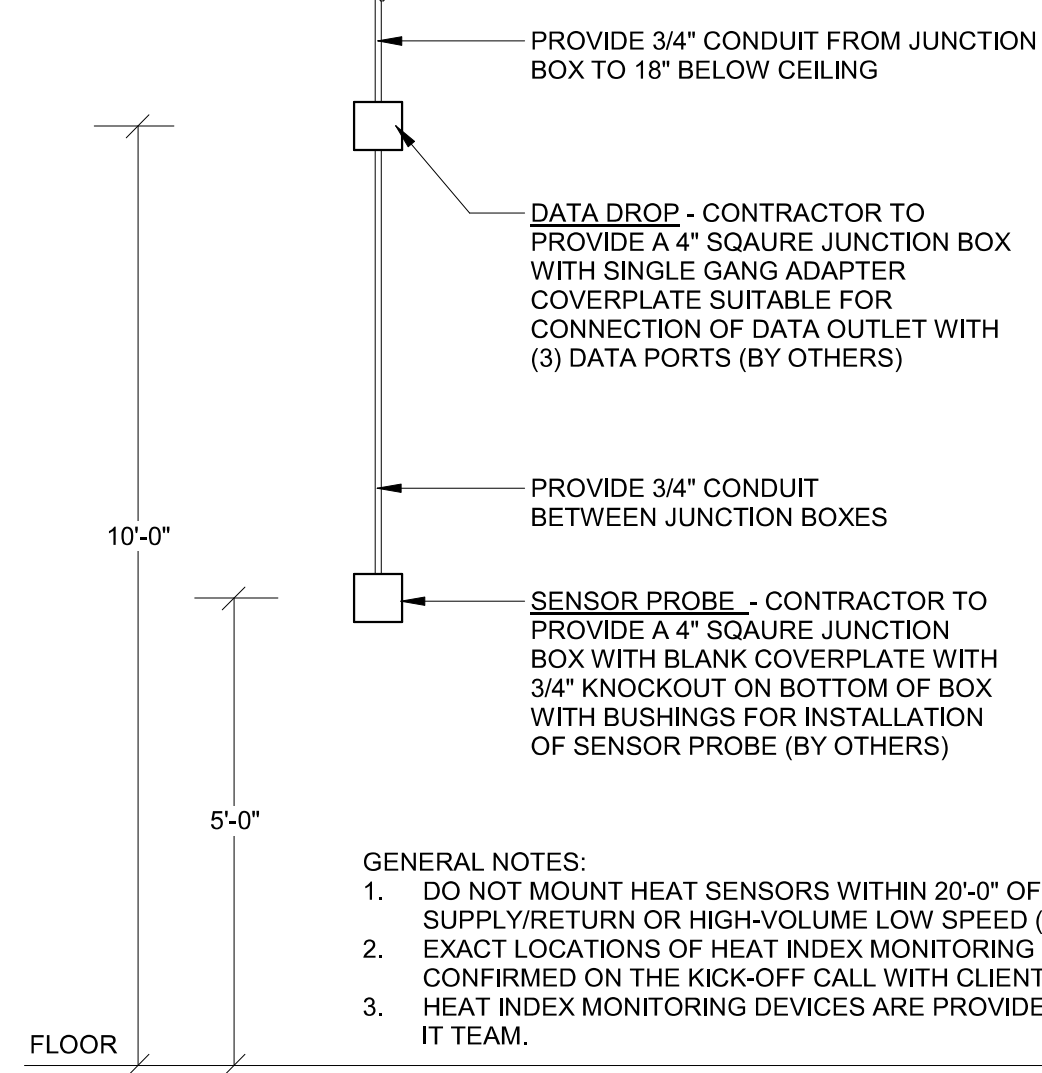 PROVIDE 3/4" CONDUIT FROM JUNCTION
BOX TO 18" BELOW CEILING
DATA DROP - CONTRACTOR TO
PROVIDE A 4" SQAURE JUNCTION BOX
WITH SINGLE GANG ADAPTER
COVERPLATE SUITABLE FOR
CONNECTION OF DATA OUTLET WITH
(3) DATA PORTS (BY OTHERS)
PROVIDE 3/4" CONDUIT
BETWEEN JUNCTION BOXES
10'-0"
SENSOR PROBE - CONTRACTOR TO
PROVIDE A 4" SQAURE JUNCTION
BOX WITH BLANK COVERPLATE WITH
3/4" KNOCKOUT ON BOTTOM OF BOX
WITH BUSHINGS FOR INSTALLATION
OF SENSOR PROBE (BY OTHERS)
5'-0"
GENERAL NOTES:
1. DO NOT MOUNT HEAT SENSORS WITHIN 20'-0" OF
SUPPLY/RETURN OR HIGH-VOLUME LOW SPEED (
2. EXACT LOCATIONS OF HEAT INDEX MONITORING
CONFIRMED ON THE KICK-OFF CALL WITH CLIENT
3. HEAT INDEX MONITORING DEVICES ARE PROVIDE
IT TEAM.
FLOOR